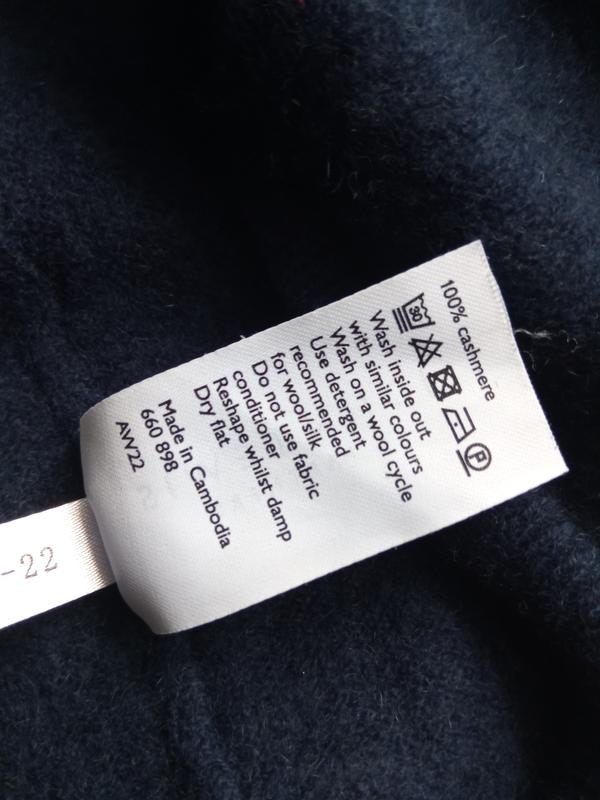 100% cashmere
30
P
Wash inside out
with similar colours
Wash on a wool cycle
Use detergent
recommended
for wool/silk
Do not use fabric
conditioner
Reshape whilst damp
Dry flat
Made in Cambodia
660 898
AW22
-22